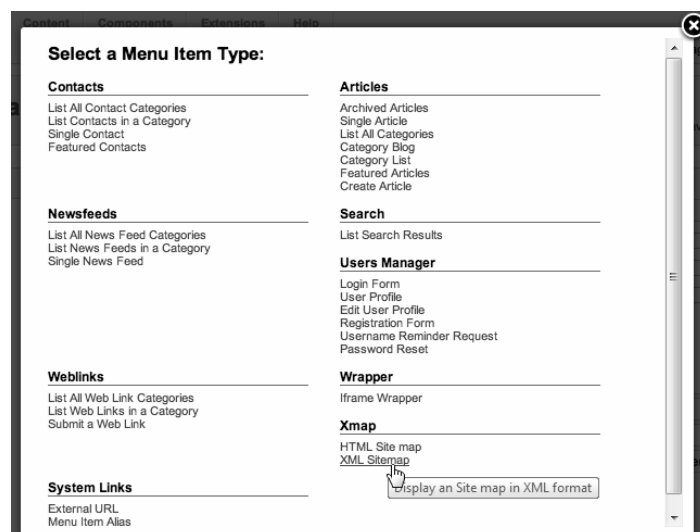 Content Components Extensions Help
Select a Menu Item Type:
Contacts
List All Contact Categories
List Contacts in a Category
Single Contact
Featured Contacts
Articles
Archived Articles
Single Article
List All Categories
Category Blog
Category List
Featured Articles
Create Article
Newsfeeds
List All News Feed Categories
List News Feeds in a Category
Single News Feed
Search
List Search Results
Users Manager
Login Form
User Profile
Edit User Profile
Registration Form
Username Reminder Request
Password Reset
Weblinks
List All Web Link Categories
List Web Links in a Category
Submit a Web Link
Wrapper
Iframe Wrapper
Xmap
HTML Site map
XML Sitemap
Display an Site map in XML format
System Links
External URL
Menu Item Alias